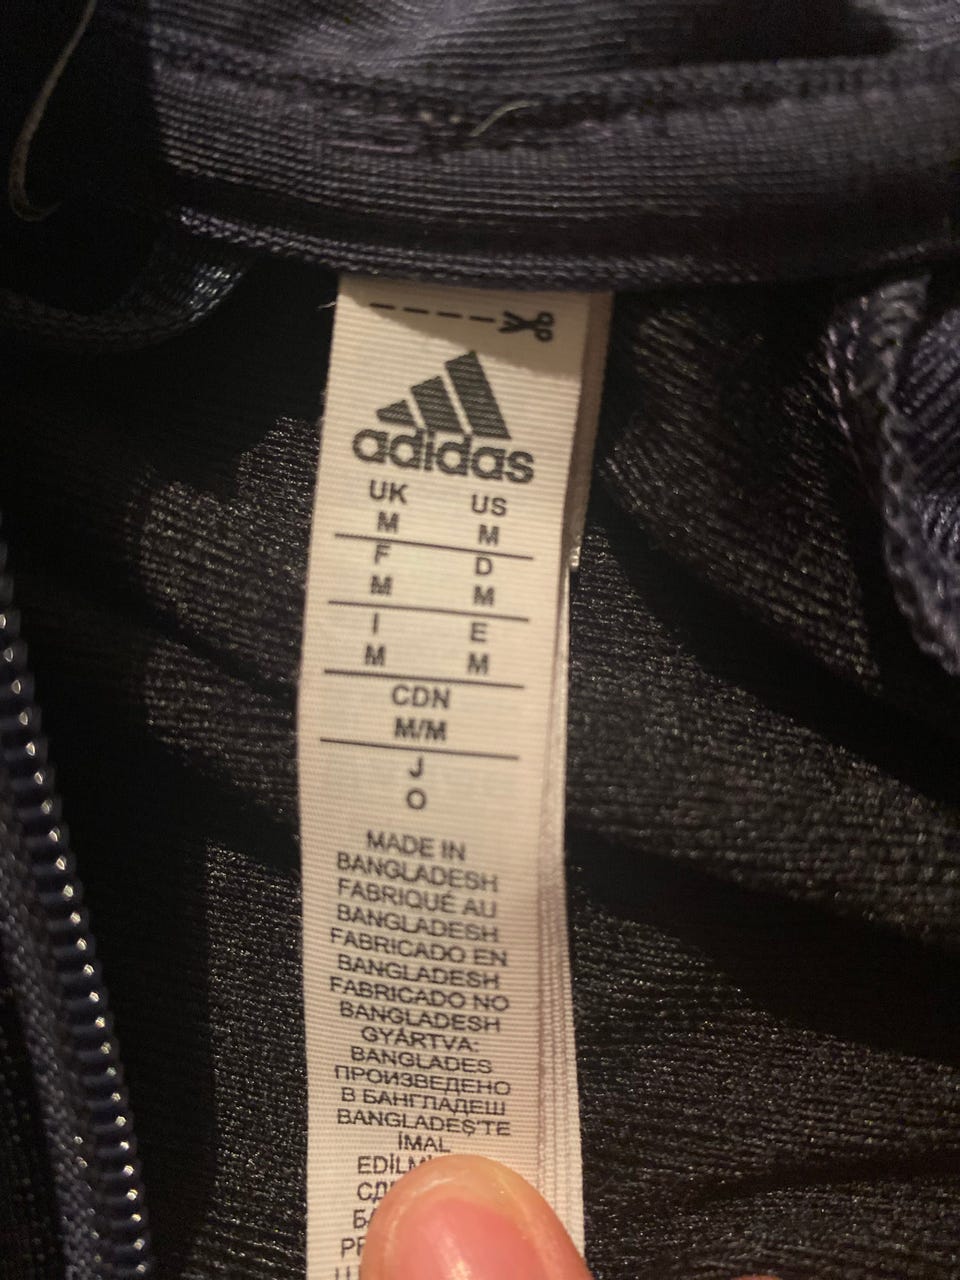 adidas
UK US
M M
F D
M M
I E
M M
CDN
M/M
J
O
MADE IN
BANGLADESH
FABRIQUÉ AU
BANGLADESH
FABRICADO EN
BANGLADESH
FABRICADO NO
BANGLADESH
GYÁRTVA:
BANGLADES
ПРОИЗВЕДЕНО
В БАНГЛАДЕШ
BANGLADEŞ'TE
İMAL